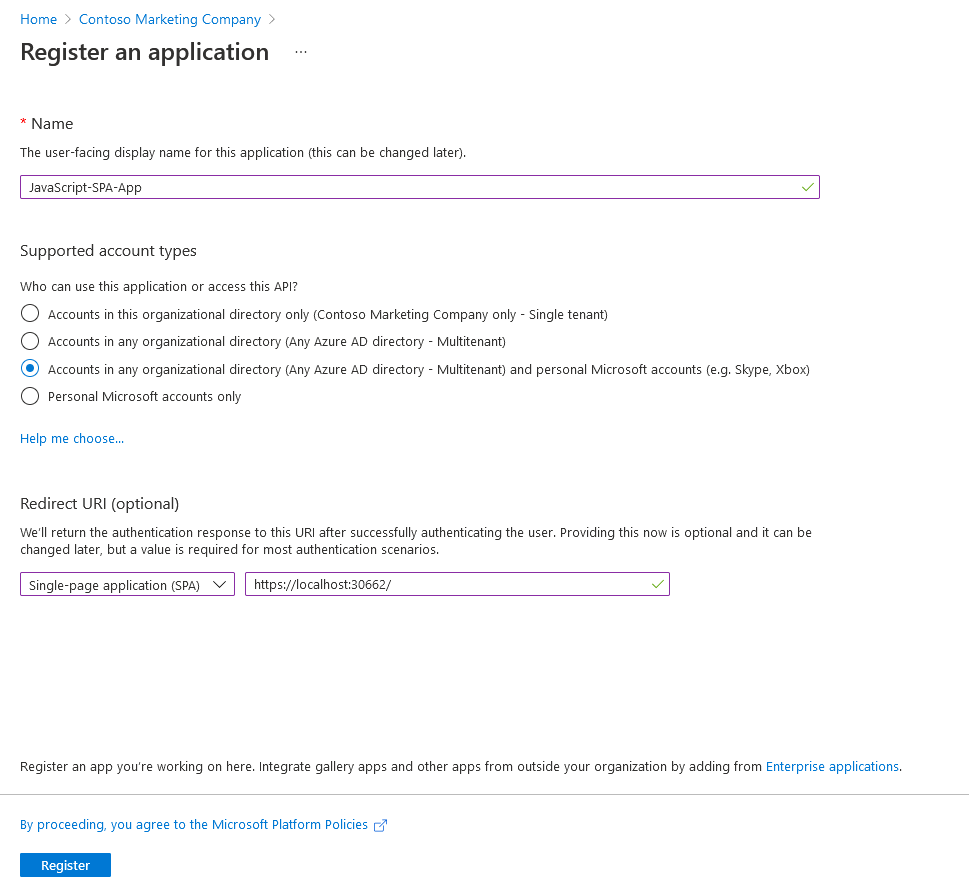 Home > Contoso Marketing Company >
Register an application ...
* Name
The user-facing display name for this application (this can be changed later).
JavaScript-SPA-App
Supported account types
Who can use this application or access this API?
Accounts in this organizational directory only (Contoso Marketing Company only - Single tenant)
Accounts in any organizational directory (Any Azure AD directory - Multitenant)
Accounts in any organizational directory (Any Azure AD directory - Multitenant) and personal Microsoft accounts (e.g. Skype, Xbox)
Personal Microsoft accounts only
Help me choose...
Redirect URI (optional)
We'll return the authentication response to this URI after successfully authenticating the user. Providing this now is optional and it can be
changed later, but a value is required for most authentication scenarios.
Single-page application (SPA) https://localhost:30662/
Register an app you're working on here. Integrate gallery apps and other apps from outside your organization by adding from Enterprise applications.
By proceeding, you agree to the Microsoft Platform Policies
Register